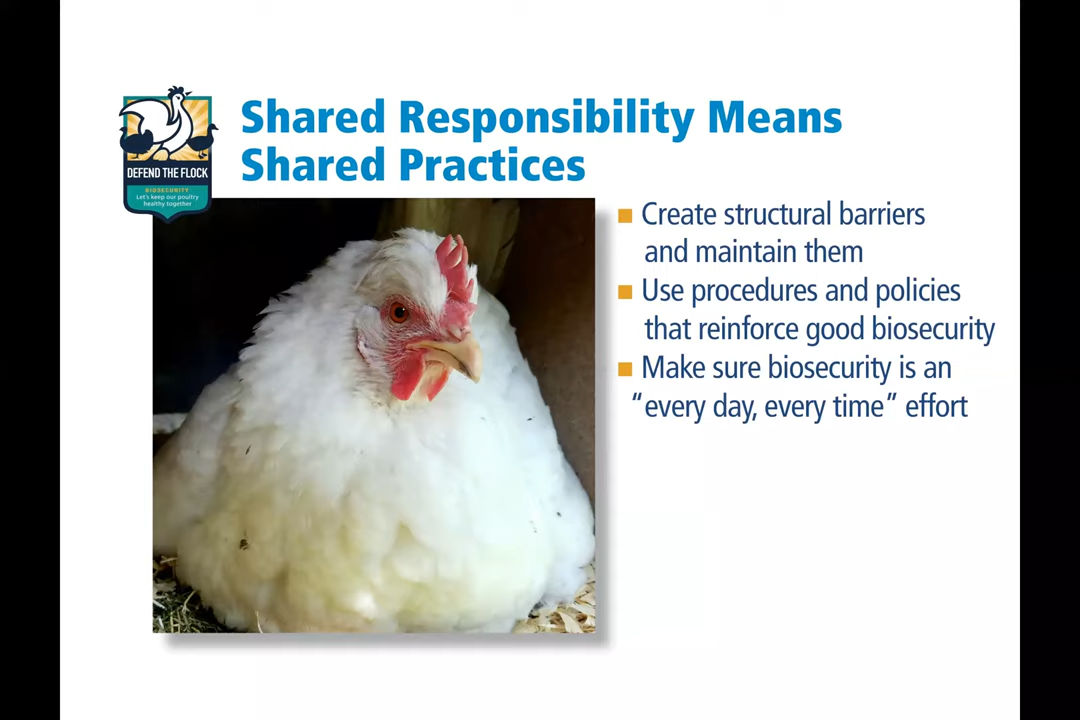 Shared Responsibility Means
Shared Practices
DEFEND THE FLOCK
BIOSECURITY
Let's keep our poultry
healthy together
■ Create structural barriers
and maintain them
■ Use procedures and policies
that reinforce good biosecurity
■ Make sure biosecurity is an
“every day, every time” effort